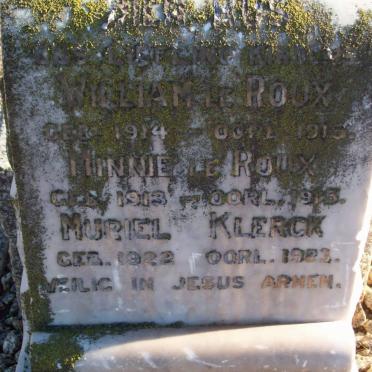 WILLIAM LE ROUX
GEB. 1914 - OORL. 1915.
MINNIE LE ROUX
GEB. 1913 - OORL. 1915.
MURIEL KLERCK
GEB. 1922 OORL. 1922.
VEILIG IN JESUS ARMEN.